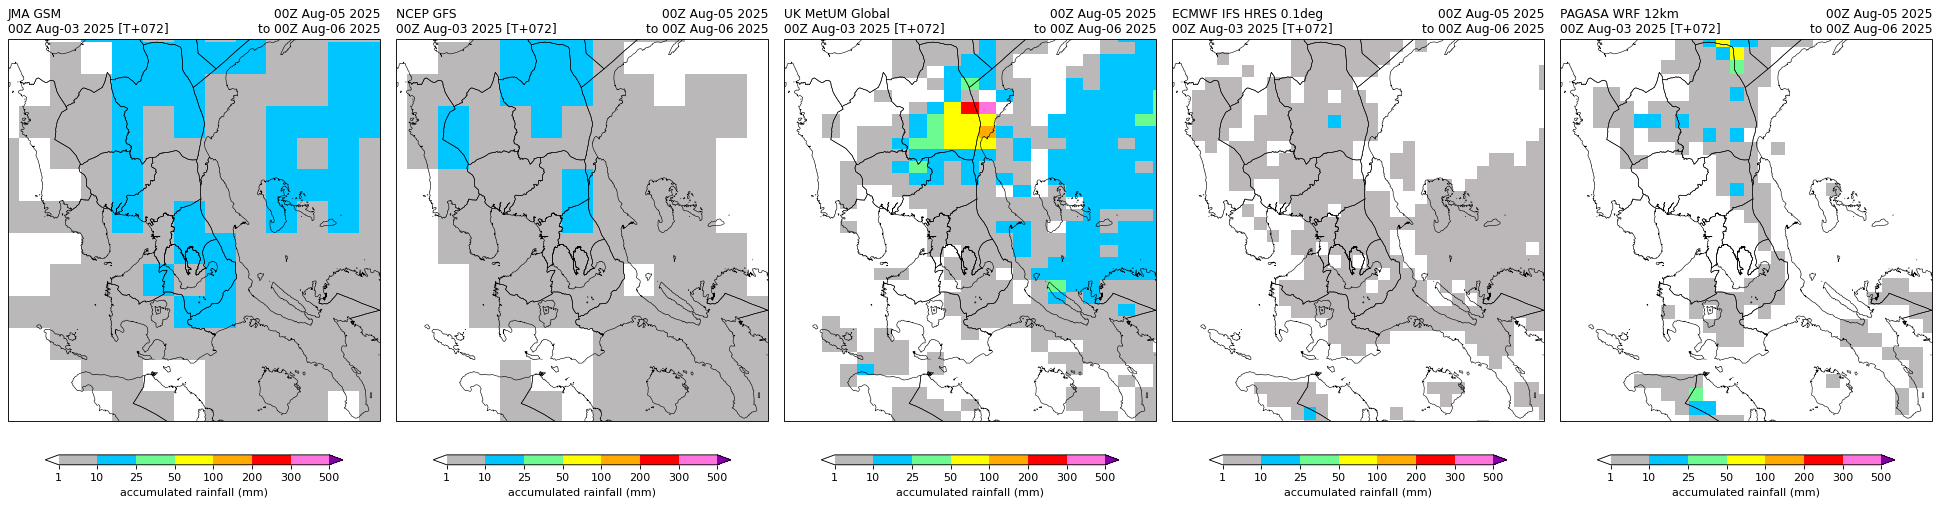 JMA GSM 00Z Aug-05 2025
00Z Aug-03 2025 [T+072] to 00Z Aug-06 2025
NCEP GFS 00Z Aug-05 2025
00Z Aug-03 2025 [T+072] to 00Z Aug-06 2025
UK MetUM Global 00Z Aug-05 2025
00Z Aug-03 2025 [T+072] to 00Z Aug-06 2025
ECMWF IFS HRES 0.1deg 00Z Aug-05 2025
00Z Aug-03 2025 [T+072] to 00Z Aug-06 2025
PAGASA WRF 12km 00Z Aug-05 2025
00Z Aug-03 2025 [T+072] to 00Z Aug-06 2025
1 10 25 50 100 200 300 500
accumulated rainfall (mm)
1 10 25 50 100 200 300 500
accumulated rainfall (mm)
1 10 25 50 100 200 300 500
accumulated rainfall (mm)
1 10 25 50 100 200 300 500
accumulated rainfall (mm)
1 10 25 50 100 200 300 500
accumulated rainfall (mm)